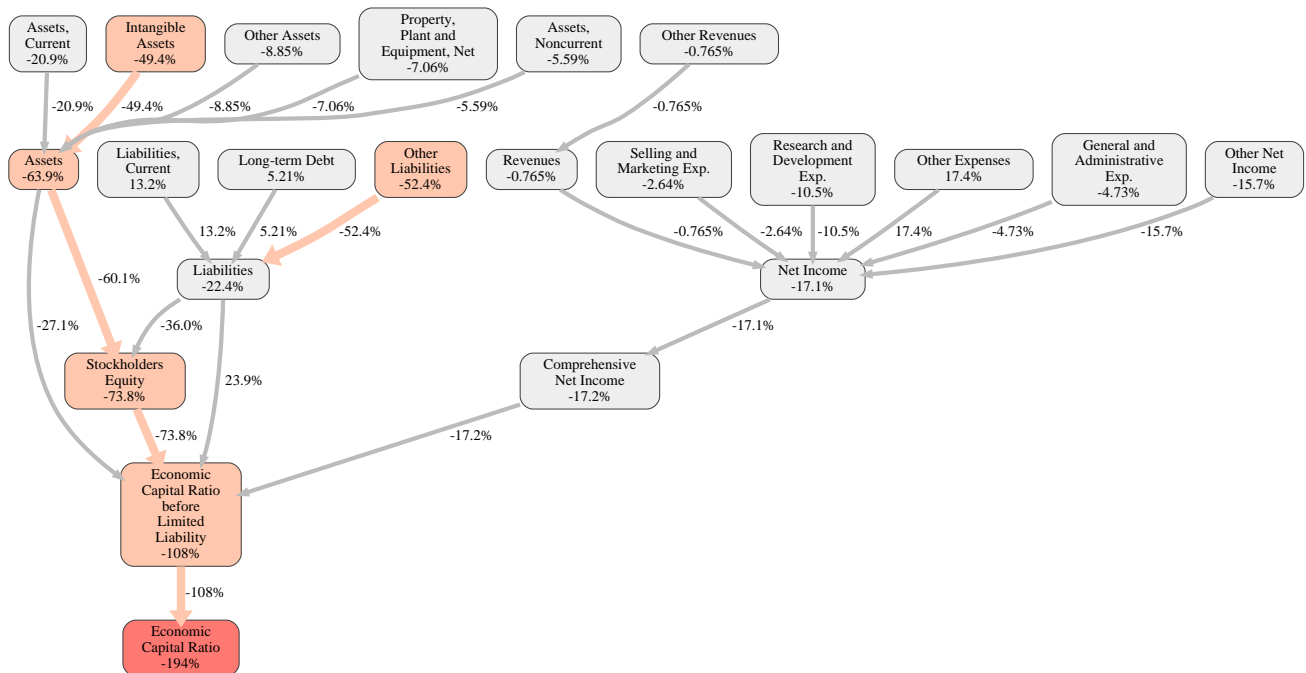 Assets,
Current
-20.9%
Intangible
Assets
-49.4%
Other Assets
-8.85%
Property,
Plant and
Equipment, Net
-7.06%
Assets,
Noncurrent
-5.59%
Other Revenues
-0.765%
-20.9%
-49.4%
-8.85%
-7.06%
-5.59%
-0.765%
Assets
-63.9%
Liabilities,
Current
13.2%
Long-term Debt
5.21%
Other
Liabilities
-52.4%
Revenues
-0.765%
Selling and
Marketing Exp.
-2.64%
Research and
Development
Exp.
-10.5%
Other Expenses
17.4%
General and
Administrative
Exp.
-4.73%
Other Net
Income
-15.7%
13.2%
5.21%
-52.4%
-0.765%
-2.64%
-10.5%
17.4%
-4.73%
-15.7%
Liabilities
-22.4%
Net Income
-17.1%
-60.1%
-27.1%
-36.0%
-17.1%
Stockholders
Equity
-73.8%
23.9%
Comprehensive
Net Income
-17.2%
-73.8%
-17.2%
Economic
Capital Ratio
before
Limited
Liability
-108%
-108%
Economic
Capital Ratio
-194%